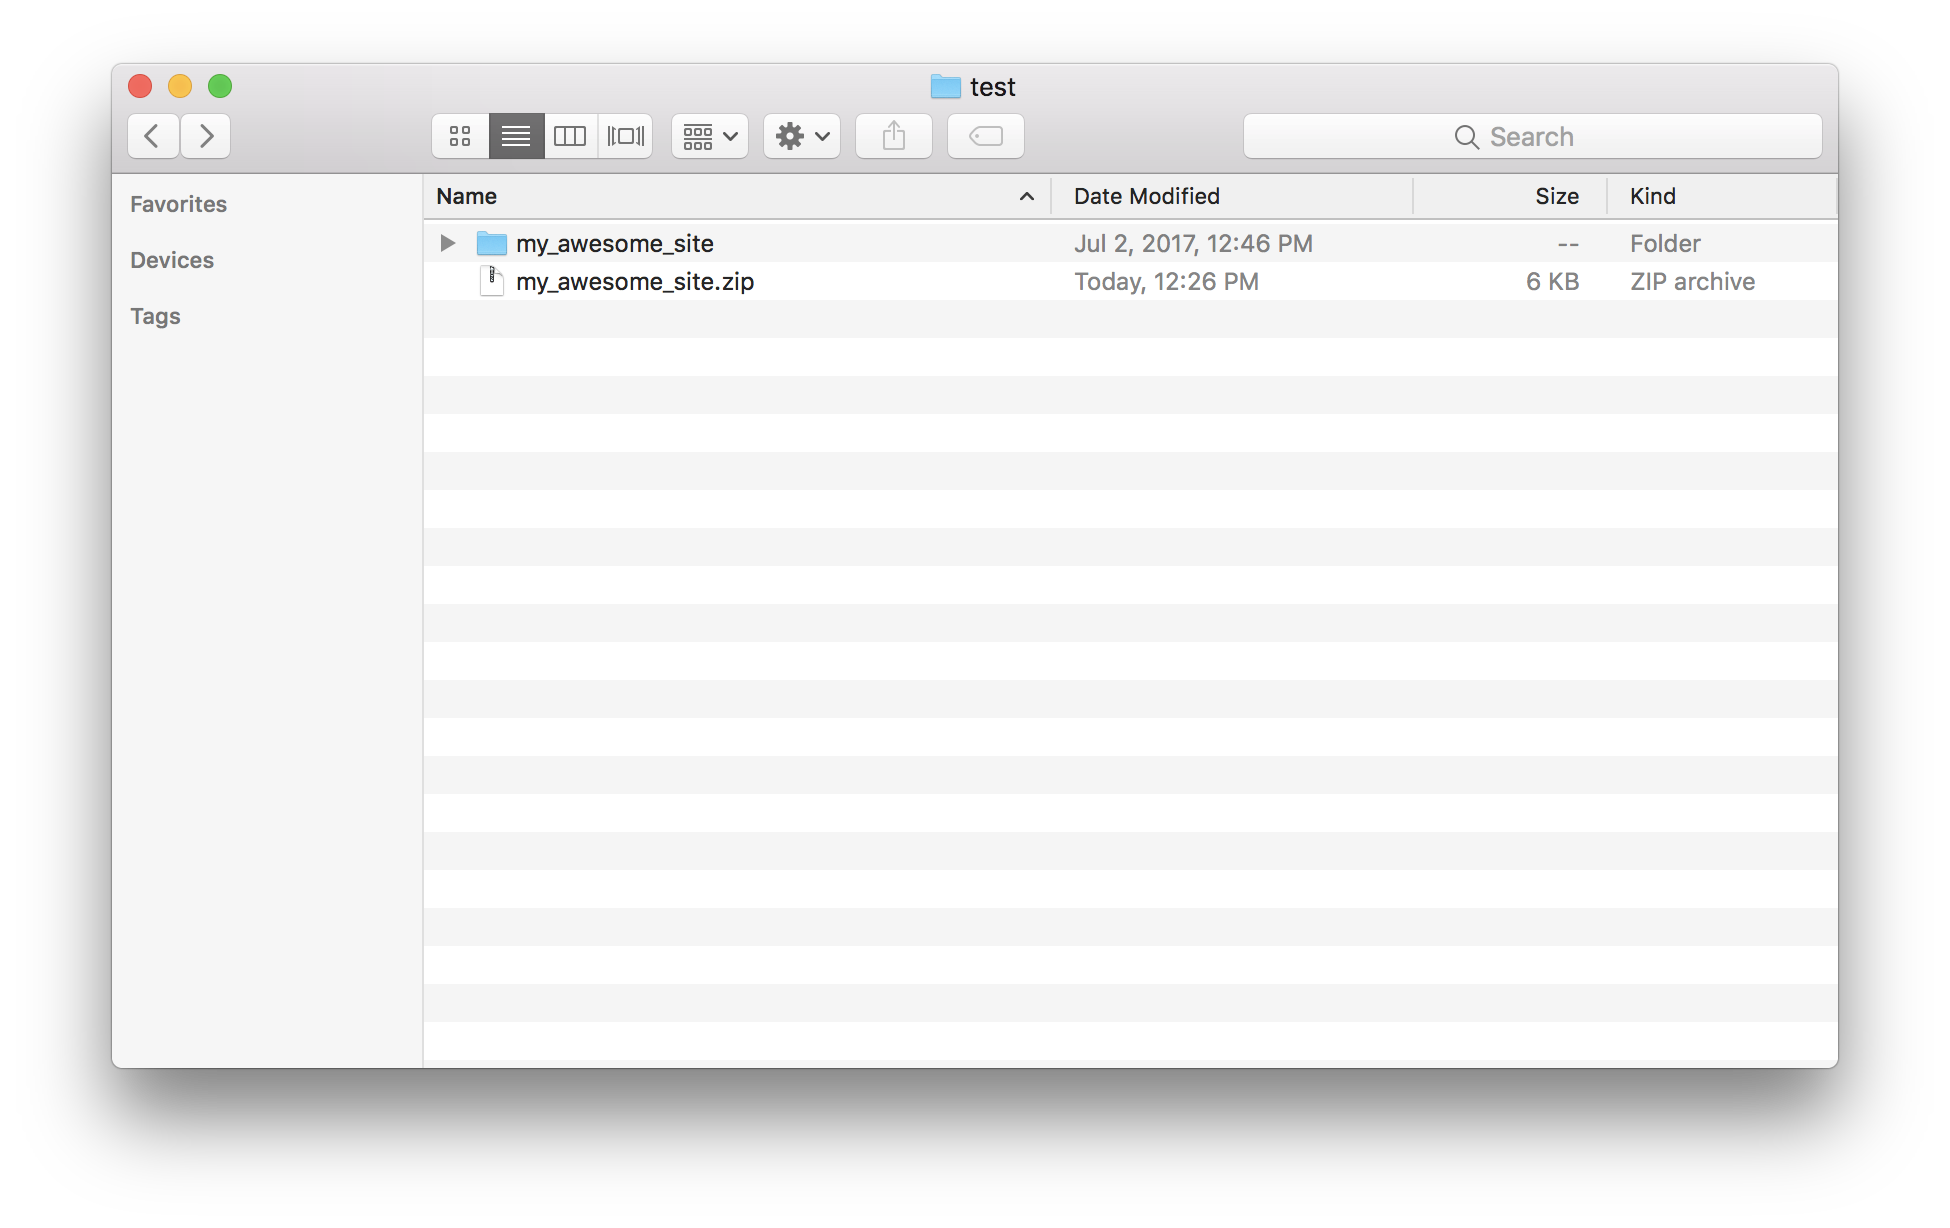 test
Search
Favorites
Devices
Tags
Name Date Modified Size Kind
my_awesome_site Jul 2, 2017, 12:46 PM -- Folder
my_awesome_site.zip Today, 12:26 PM 6 KB ZIP archive